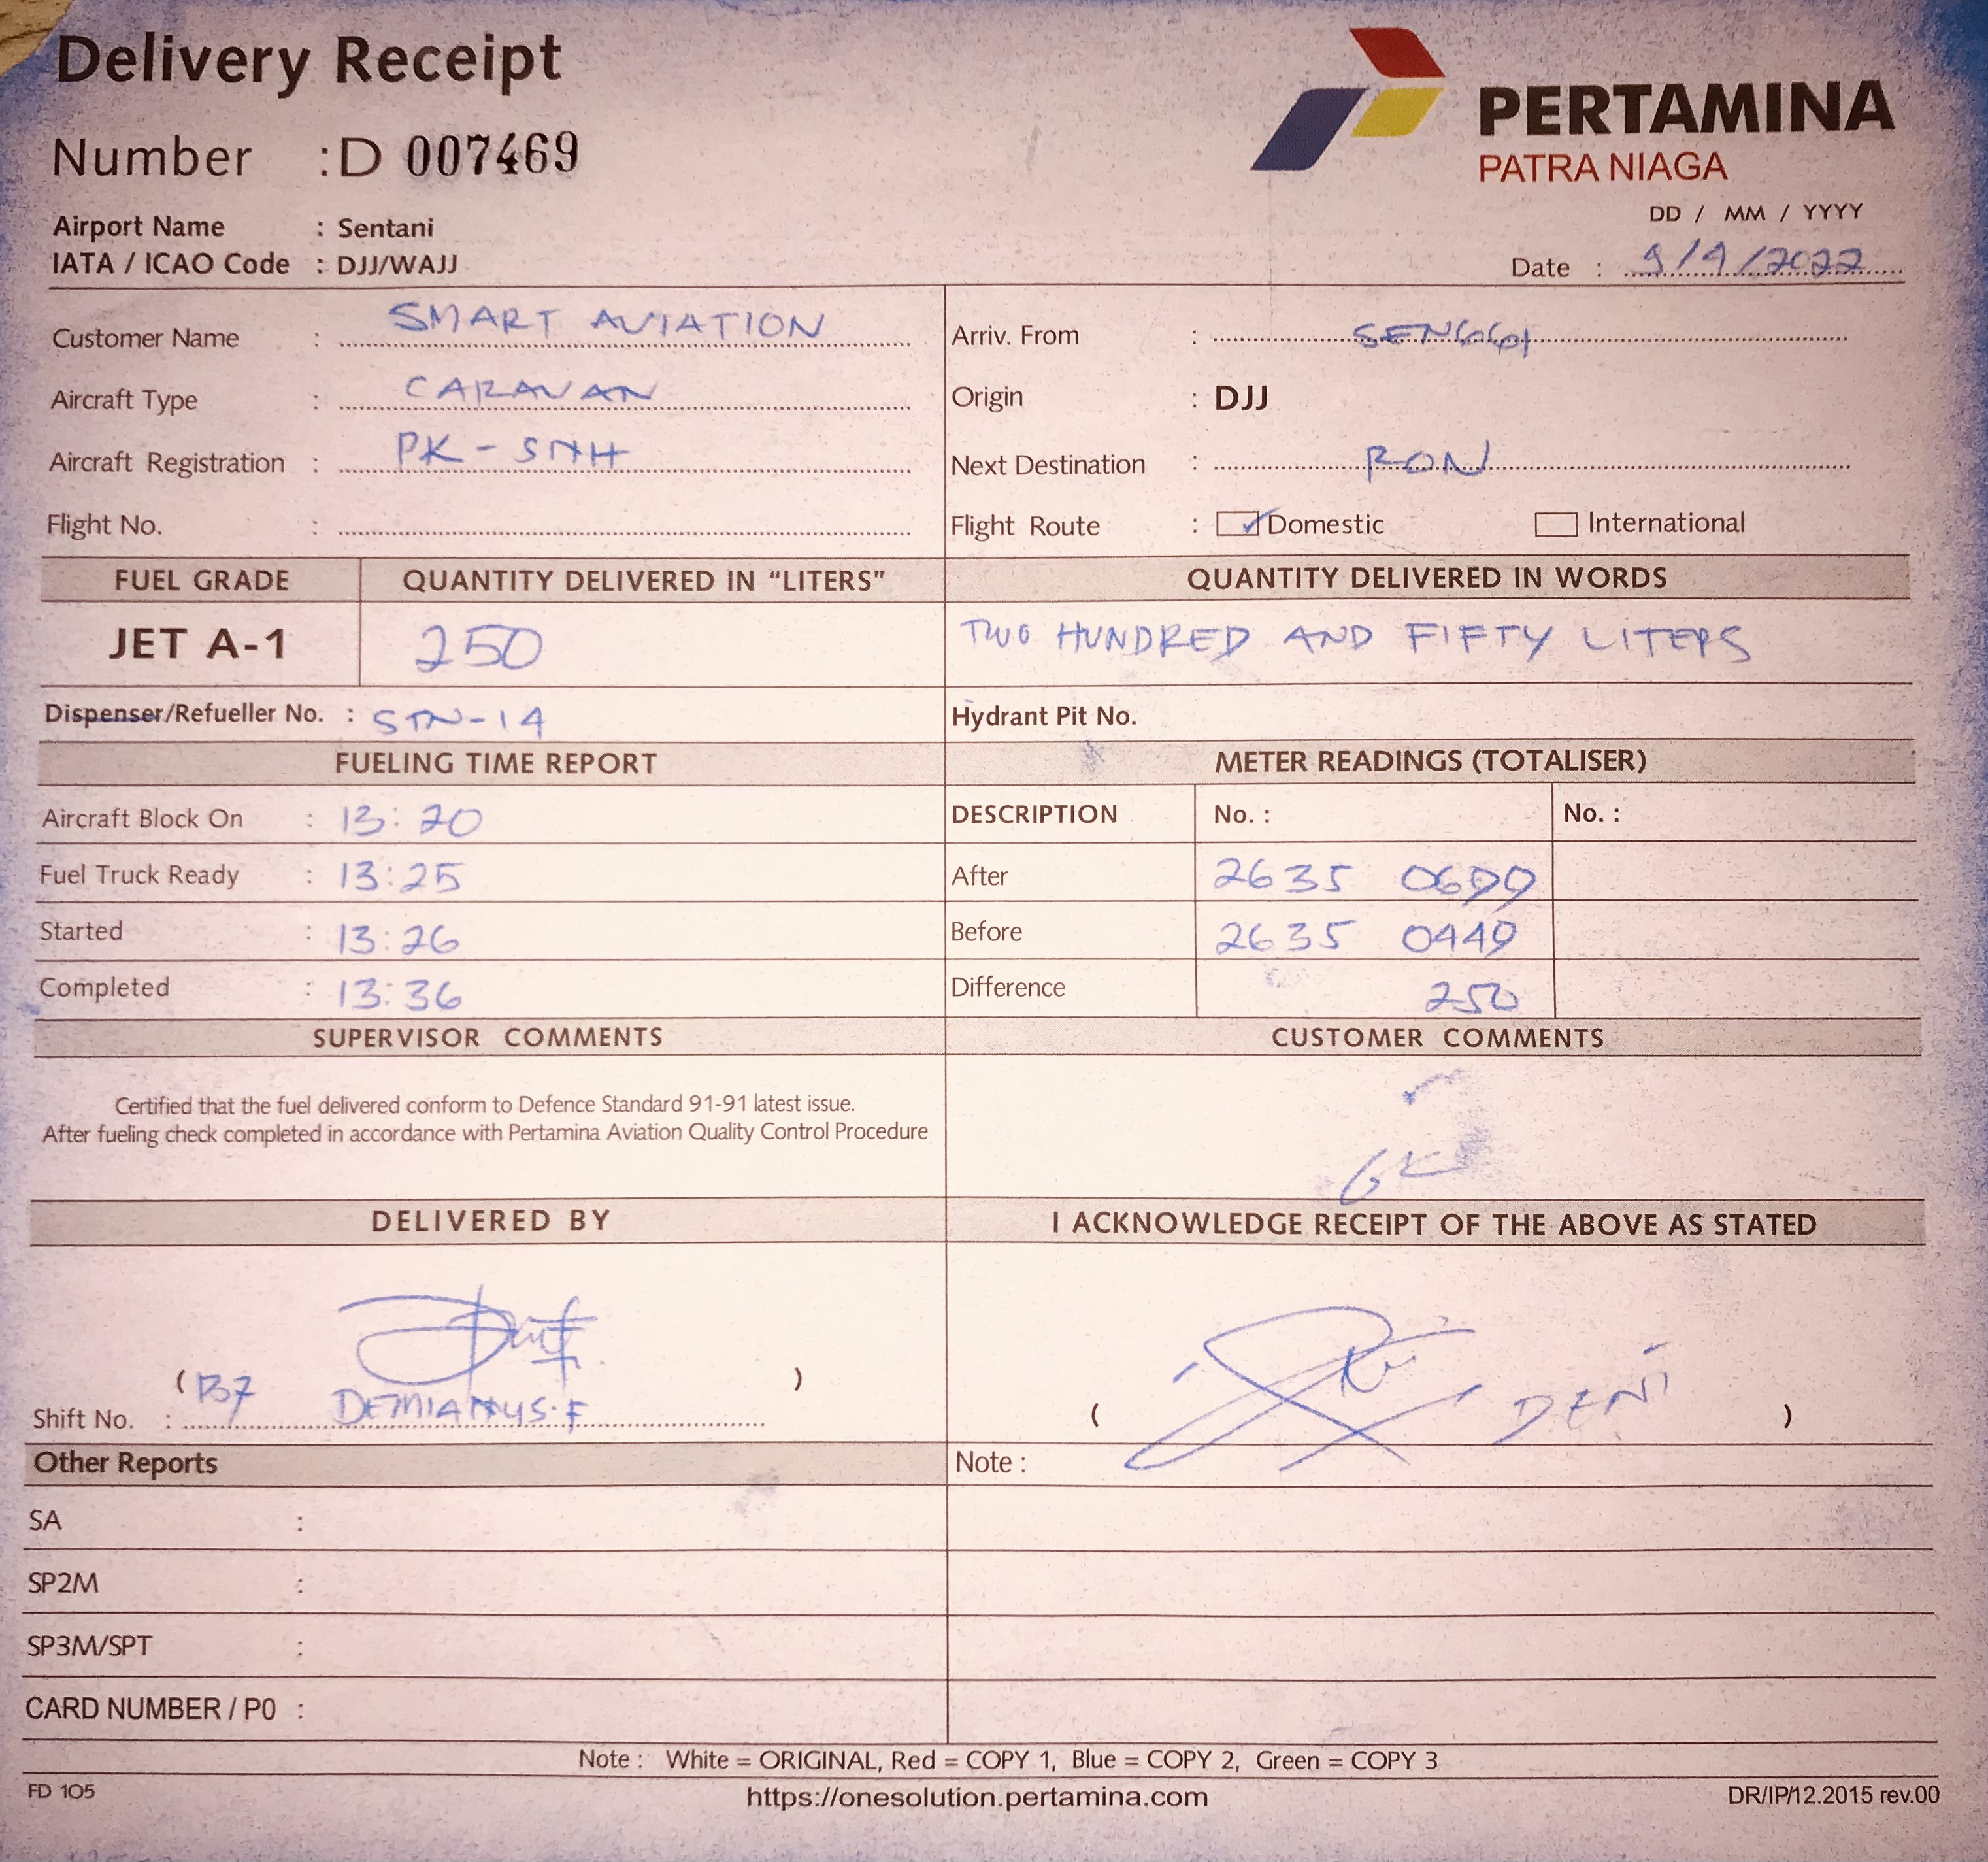 Delivery Receipt
Number : D 007469
PERTAMINA
PATRA NIAGA
Airport Name : Sentani
IATA / ICAO Code : DJJ/WAJJ
DD / MM / YYYY
Date : 9/9/2022
Customer Name : SMART AVIATION
Arriv. From : SENGGI
Aircraft Type : CARAVAN
Origin : DJJ
Aircraft Registration : PK-SNH
Next Destination : RON
Flight No. :
Flight Route : Domestic International
FUEL GRADE QUANTITY DELIVERED IN “LITERS” QUANTITY DELIVERED IN WORDS
JET A-1 250 TWO HUNDRED AND FIFTY LITERS
Dispenser/Refueller No. : STN-14 Hydrant Pit No.
FUELING TIME REPORT METER READINGS (TOTALISER)
Aircraft Block On : 13:20 DESCRIPTION No. : No. :
Fuel Truck Ready : 13:25 After 2635 0699
Started : 13:26 Before 2635 0449
Completed : 13:36 Difference 250
SUPERVISOR COMMENTS CUSTOMER COMMENTS
Certified that the fuel delivered conform to Defence Standard 91-91 latest issue.
After fueling check completed in accordance with Pertamina Aviation Quality Control Procedure
DELIVERED BY I ACKNOWLEDGE RECEIPT OF THE ABOVE AS STATED
( )
Shift No. : DEMIANUS.F
( DENI )
Other Reports Note :
SA :
SP2M :
SP3M/SPT :
CARD NUMBER / P0 :
Note : White = ORIGINAL, Red = COPY 1, Blue = COPY 2, Green = COPY 3
FD 105 https://onesolution.pertamina.com DR/IP/12.2015 rev.00